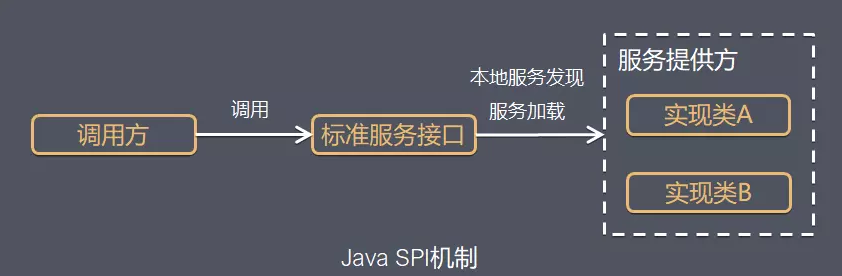 调用方
调用
标准服务接口
本地服务发现
服务加载
服务提供方
实现类A
实现类B
Java SPI机制